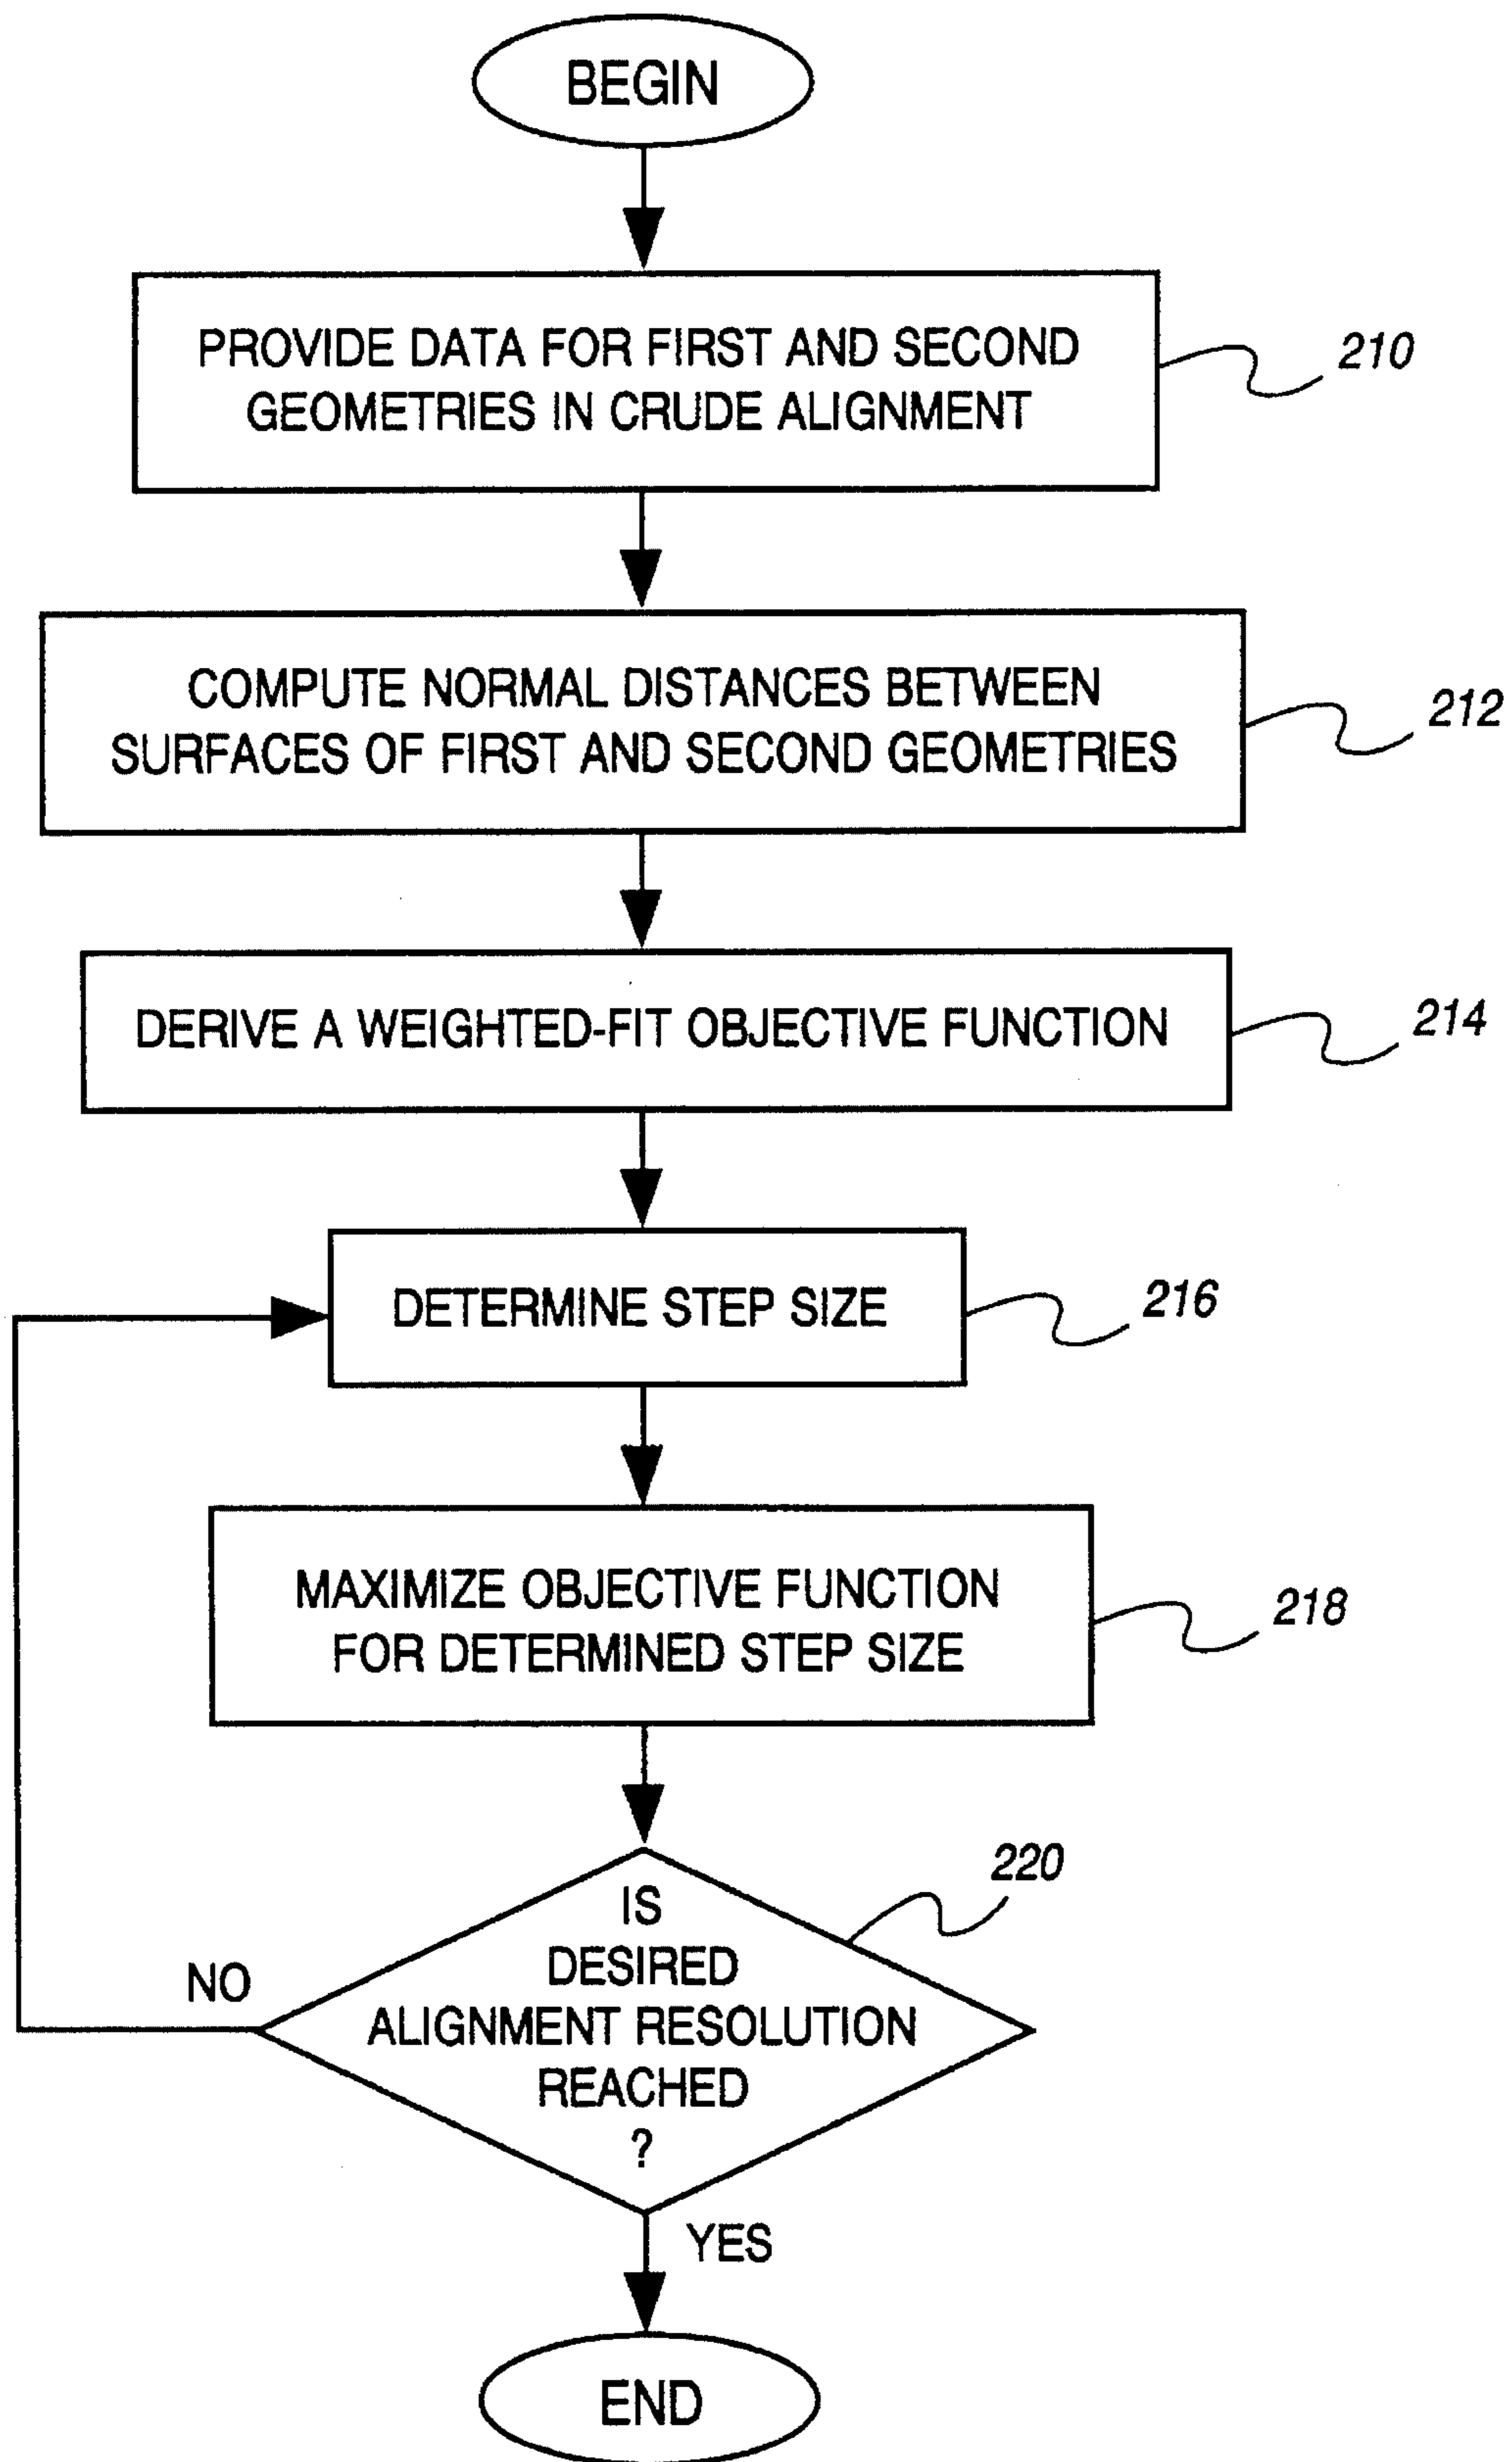 BEGIN
PROVIDE DATA FOR FIRST AND SECOND
GEOMETRIES IN CRUDE ALIGNMENT
210
COMPUTE NORMAL DISTANCES BETWEEN
SURFACES OF FIRST AND SECOND GEOMETRIES
212
DERIVE A WEIGHTED-FIT OBJECTIVE FUNCTION
214
DETERMINE STEP SIZE
216
MAXIMIZE OBJECTIVE FUNCTION
FOR DETERMINED STEP SIZE
218
220
IS
DESIRED
ALIGNMENT RESOLUTION
REACHED
?
NO
YES
END